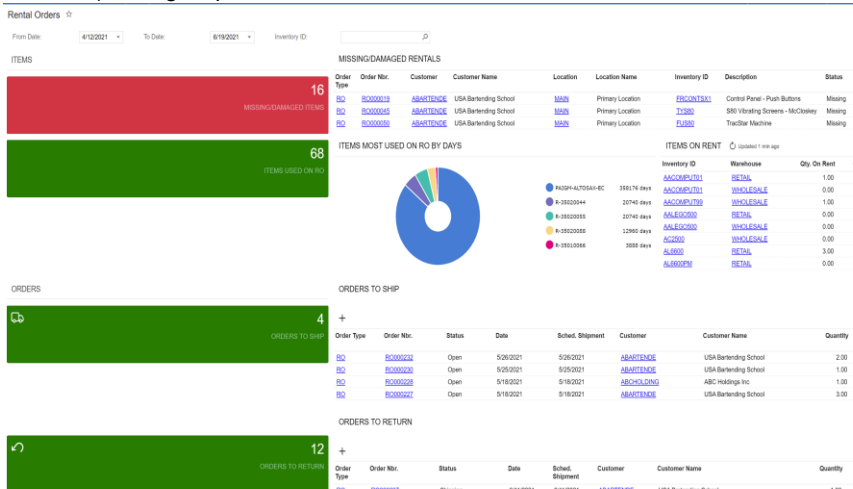 Rental Orders
From Date: 4/12/2021 To Date: 6/19/2021 Inventory ID:
ITEMS
16
MISSING/DAMAGED ITEMS
68
ITEMS USED ON RO
MISSING/DAMAGED RENTALS
Order Type Order Nbr. Customer Customer Name Location Location Name Inventory ID Description Status
RO RO000019 ABARTENDE USA Bartending School MAIN Primary Location FRCONTSX1 Control Panel - Push Buttons Missing
RO RO000045 ABARTENDE USA Bartending School MAIN Primary Location TYS80 S80 Vibrating Screens - McCloskey Missing
RO RO000050 ABARTENDE USA Bartending School MAIN Primary Location FUS80 TracStar Machine Missing
ITEMS MOST USED ON RO BY DAYS
R-35020044 20740 days
R-35020055 20740 days
R-35020088 12960 days
R-35010066 3888 days
ITEMS ON RENT Updated 1 min ago
Inventory ID Warehouse Qty. On Rent
AACOMPUT01 RETAIL 1.00
AACOMPUT01 WHOLESALE 0.00
AACOMPUT99 WHOLESALE 1.00
AALEGO500 RETAIL 0.00
AALEGO500 WHOLESALE 0.00
AC2500 WHOLESALE 0.00
AL6600 RETAIL 3.00
AL6600PM RETAIL 0.00
ORDERS
4
ORDERS TO SHIP
ORDERS TO SHIP
+
Order Type Order Nbr. Status Date Sched. Shipment Customer Customer Name Quantity
RO RO000232 Open 5/26/2021 5/26/2021 ABARTENDE USA Bartending School 2.00
RO RO000230 Open 5/25/2021 5/25/2021 ABARTENDE USA Bartending School 1.00
RO RO000228 Open 5/18/2021 5/18/2021 ABCHOLDING ABC Holdings Inc 1.00
RO RO000227 Open 5/18/2021 5/18/2021 ABARTENDE USA Bartending School 3.00
12
ORDERS TO RETURN
ORDERS TO RETURN
+
Order Type Order Nbr. Status Date Sched. Shipment Customer Customer Name Quantity